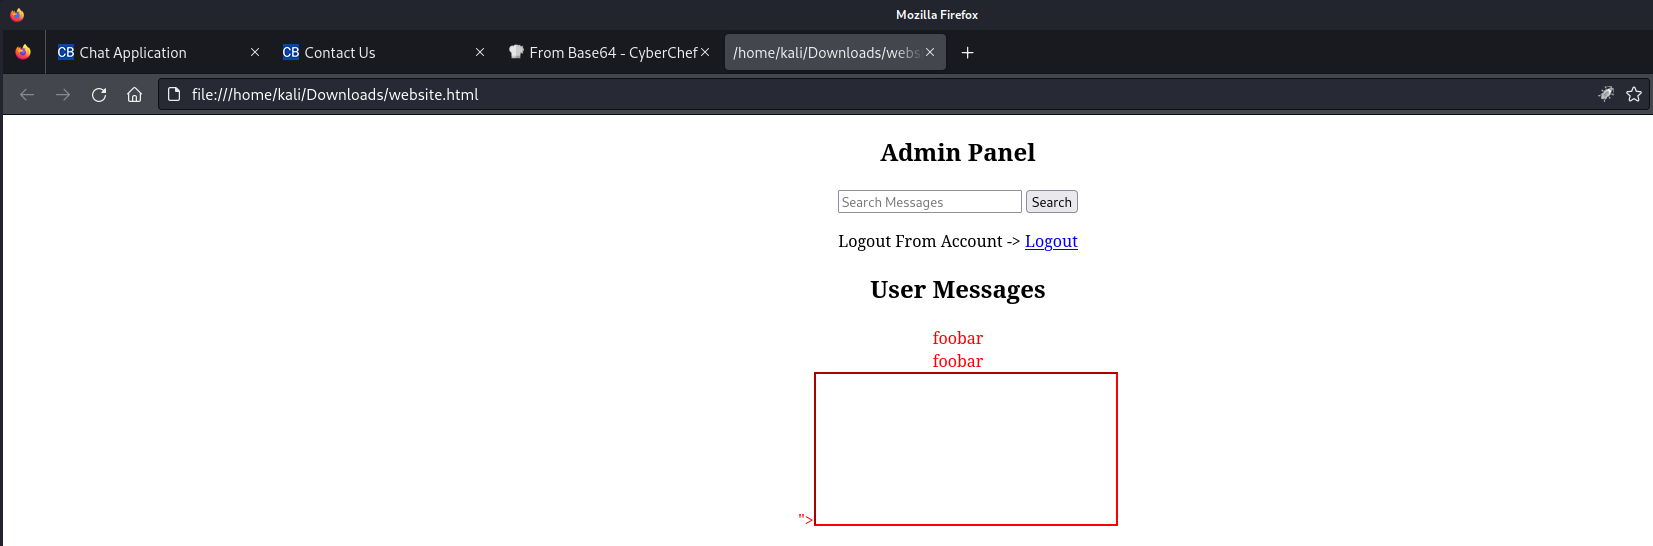 Mozilla Firefox
CB Chat Application CB Contact Us From Base64 - CyberChef /home/kali/Downloads/webs
file:///home/kali/Downloads/website.html
Admin Panel
Search Messages Search
Logout From Account -> Logout
User Messages
foobar
foobar
">